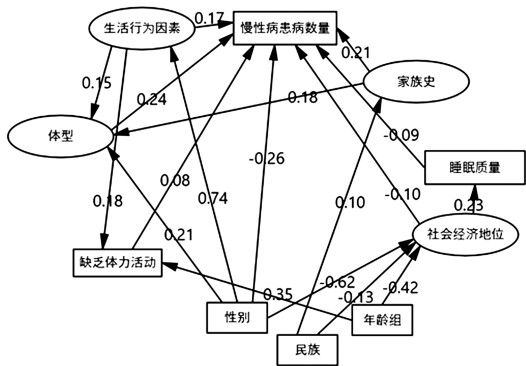 生活行为因素
0.17
慢性病患病数量
0.21
0.15
家族史
0.24
0.18
体型
-0.09
-0.26
睡眠质量
0.08
-0.10
0.18
0.74
0.10
0.23
0.21
社会经济地位
缺乏体力活动
-0.62
-0.42
0.35
-0.13
性别
年龄组
民族